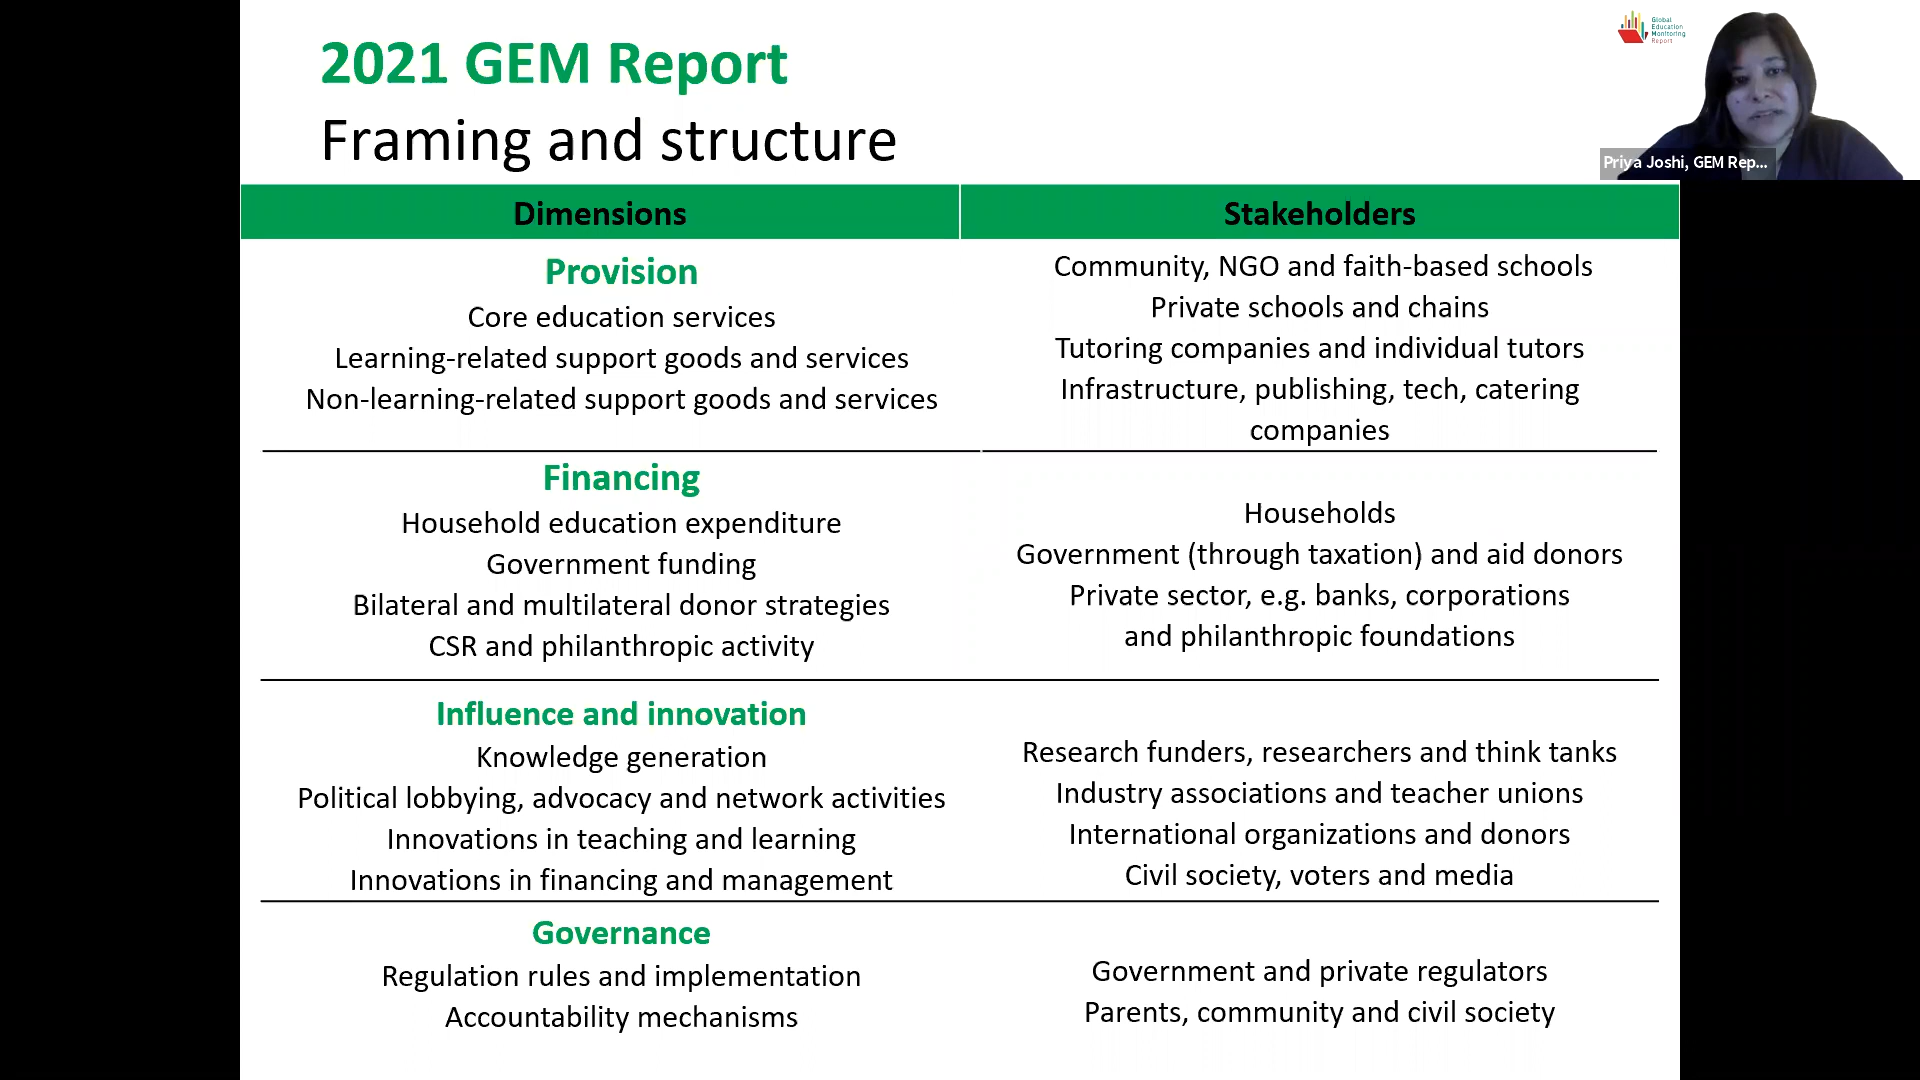 2021 GEM Report
Framing and structure
Global
Education
Monitoring
Report
Priya Joshi, GEM Rep...
Dimensions
Stakeholders
Provision
Core education services
Learning-related support goods and services
Non-learning-related support goods and services
Community, NGO and faith-based schools
Private schools and chains
Tutoring companies and individual tutors
Infrastructure, publishing, tech, catering
companies
Financing
Household education expenditure
Government funding
Bilateral and multilateral donor strategies
CSR and philanthropic activity
Households
Government (through taxation) and aid donors
Private sector, e.g. banks, corporations
and philanthropic foundations
Influence and innovation
Knowledge generation
Political lobbying, advocacy and network activities
Innovations in teaching and learning
Innovations in financing and management
Research funders, researchers and think tanks
Industry associations and teacher unions
International organizations and donors
Civil society, voters and media
Governance
Regulation rules and implementation
Accountability mechanisms
Government and private regulators
Parents, community and civil society